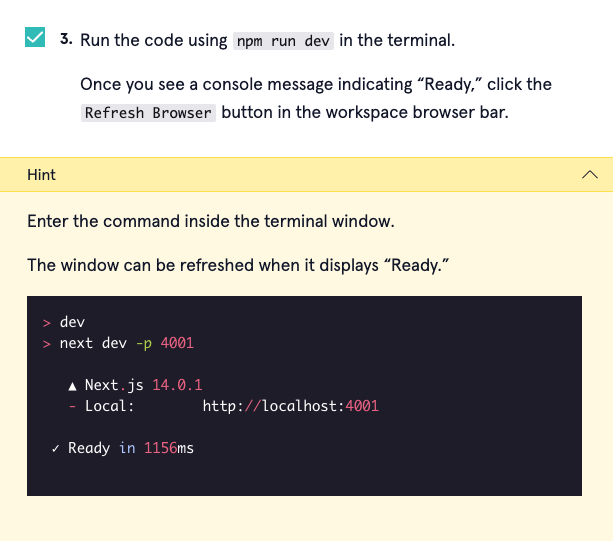 3. Run the code using npm run dev in the terminal.
Once you see a console message indicating “Ready,” click the
Refresh Browser button in the workspace browser bar.
Hint
Enter the command inside the terminal window.
The window can be refreshed when it displays “Ready.”
> dev
> next dev -p 4001
▲ Next.js 14.0.1
- Local: http://localhost:4001
✓ Ready in 1156ms